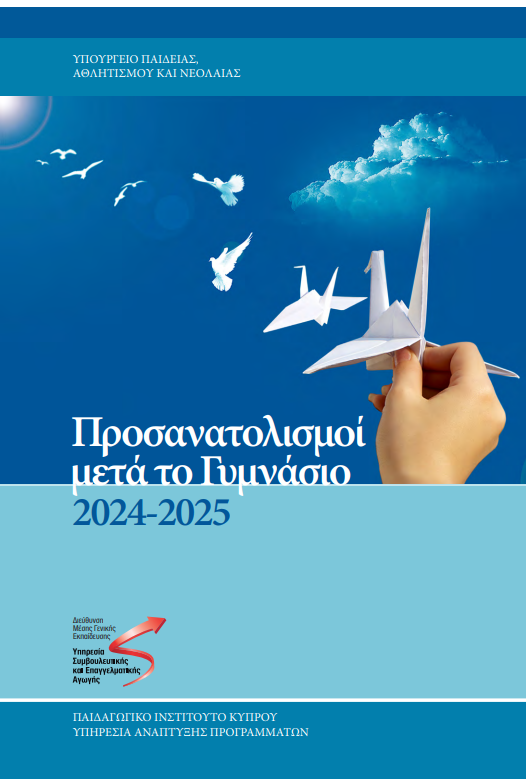 ΥΠΟΥΡΓΕΙΟ ΠΑΙΔΕΙΑΣ,
ΑΘΛΗΤΙΣΜΟΥ ΚΑΙ ΝΕΟΛΑΙΑΣ
Προσανατολισμοί
μετά το Γυμνάσιο
2024-2025
Διεύθυνση
Μέσης Γενικής
Εκπαίδευσης
Υπηρεσία
Συμβουλευτικής
και Επαγγελματικής
Αγωγής
ΠΑΙΔΑΓΩΓΙΚΟ ΙΝΣΤΙΤΟΥΤΟ ΚΥΠΡΟΥ
ΥΠΗΡΕΣΙΑ ΑΝΑΠΤΥΞΗΣ ΠΡΟΓΡΑΜΜΑΤΩΝ